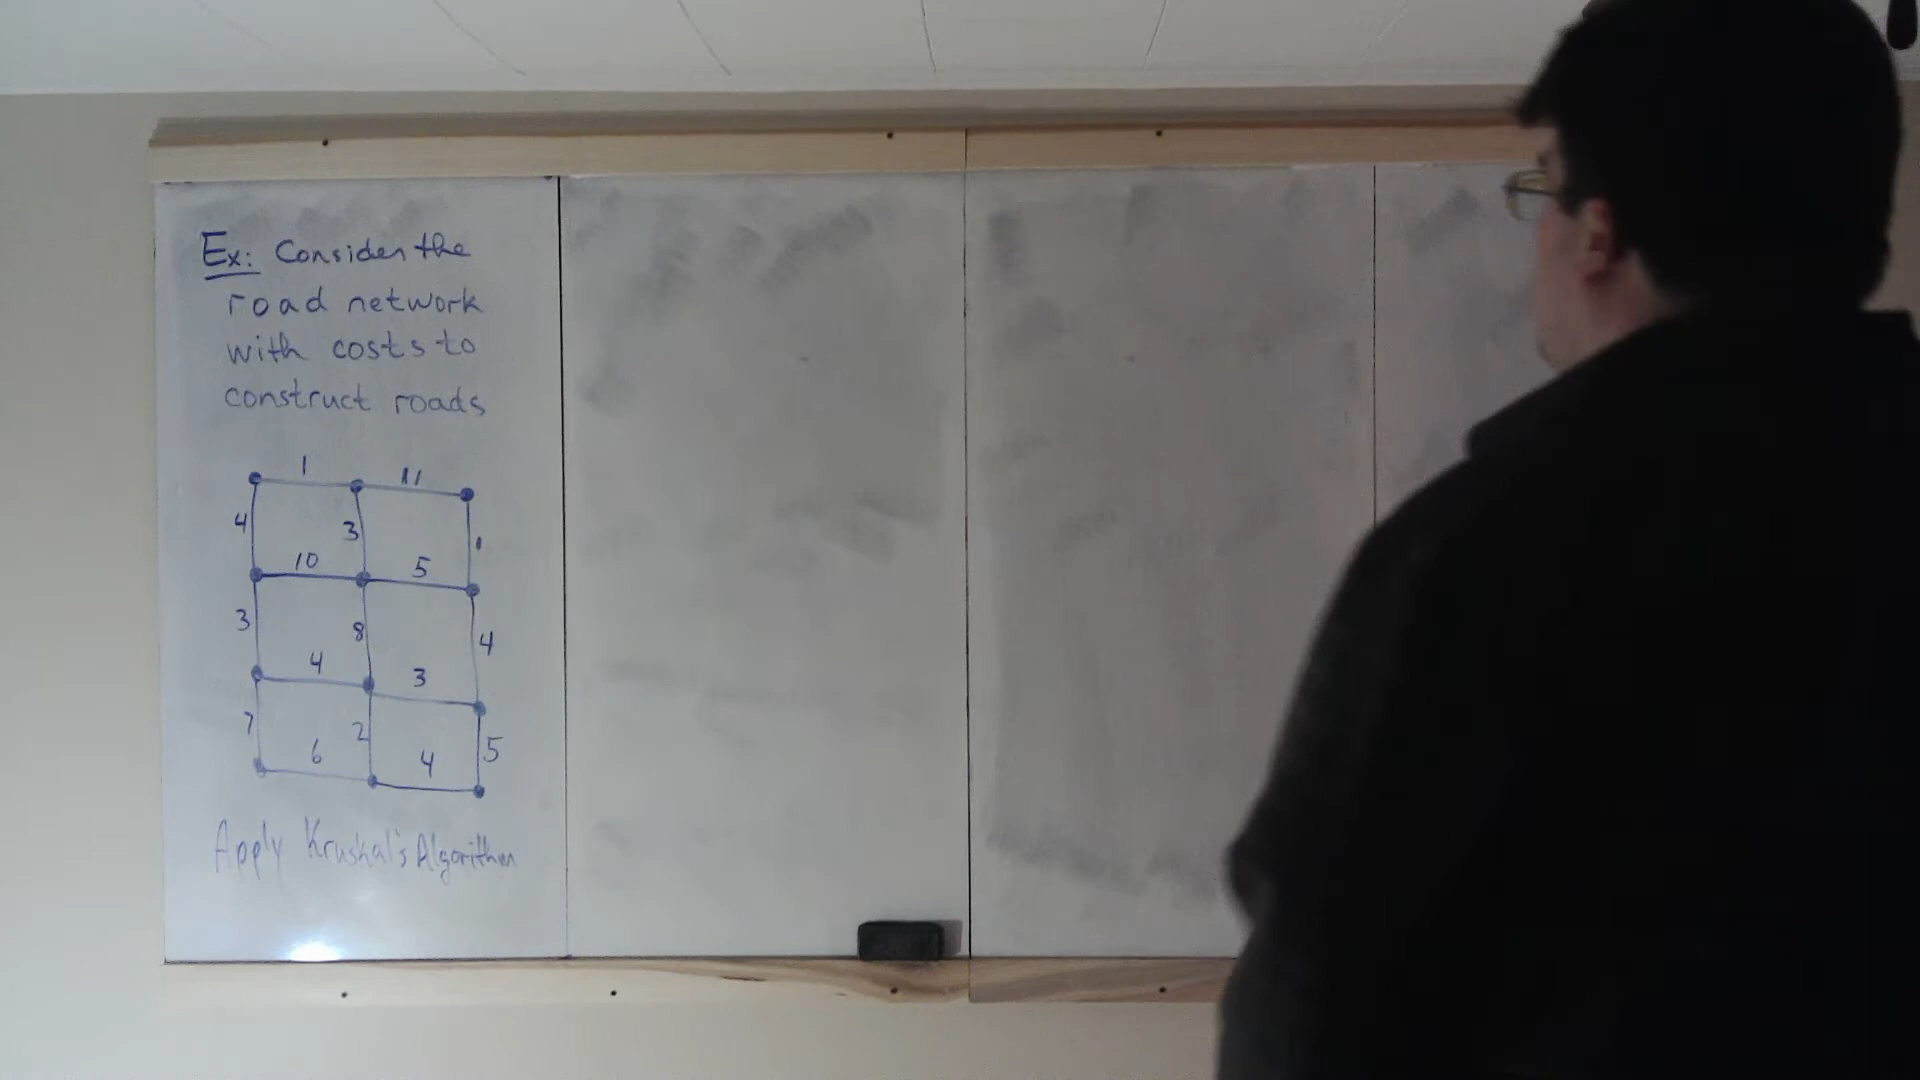 Ex: Consider the
road network
with costs to
construct roads
1 11
4 3 1
10 5
3 8 4
4 3
7 2 5
6 4
Apply Kruskal's Algorithm